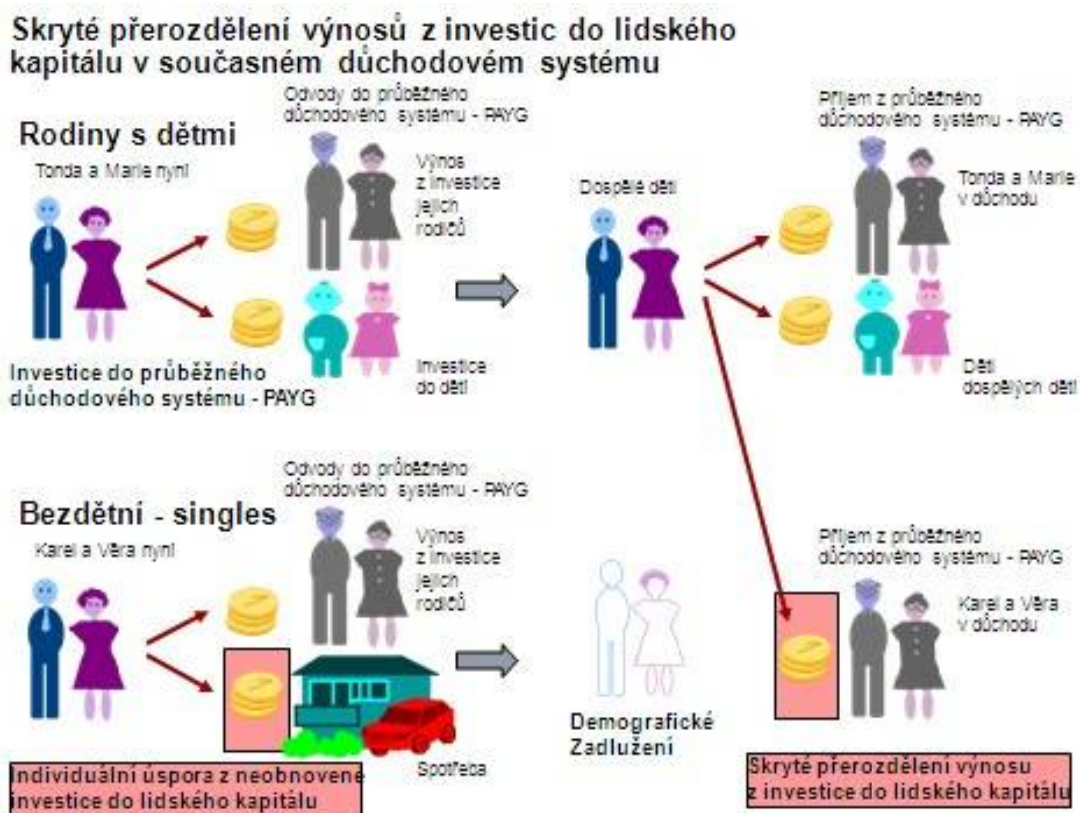 Skryté přerozdělení výnosů z investic do lidského
kapitálu v současném důchodovém systému
Rodiny s dětmi
Tonda a Marie nyní
Odvody do průběžného
důchodového systému - PAYG
Výnos
z investice
jejich
rodičů
Investice
do dětí
Investice do průběžného
důchodového systému - PAYG
Dospělé děti
Příjem z průběžného
důchodového systému - PAYG
Tonda a Marie
v důchodu
Děti
dospělých dětí
Bezdětní - singles
Karel a Věra nyní
Odvody do průběžného
důchodového systému - PAYG
Výnos
z investice
jejich
rodičů
Spotřeba
Individuální úspora z neobnovené
investice do lidského kapitálu
Demografické
Zadlužení
Příjem z průběžného
důchodového systému - PAYG
Karel a Věra
v důchodu
Skryté přerozdělení výnosu
z investice do lidského kapitálu